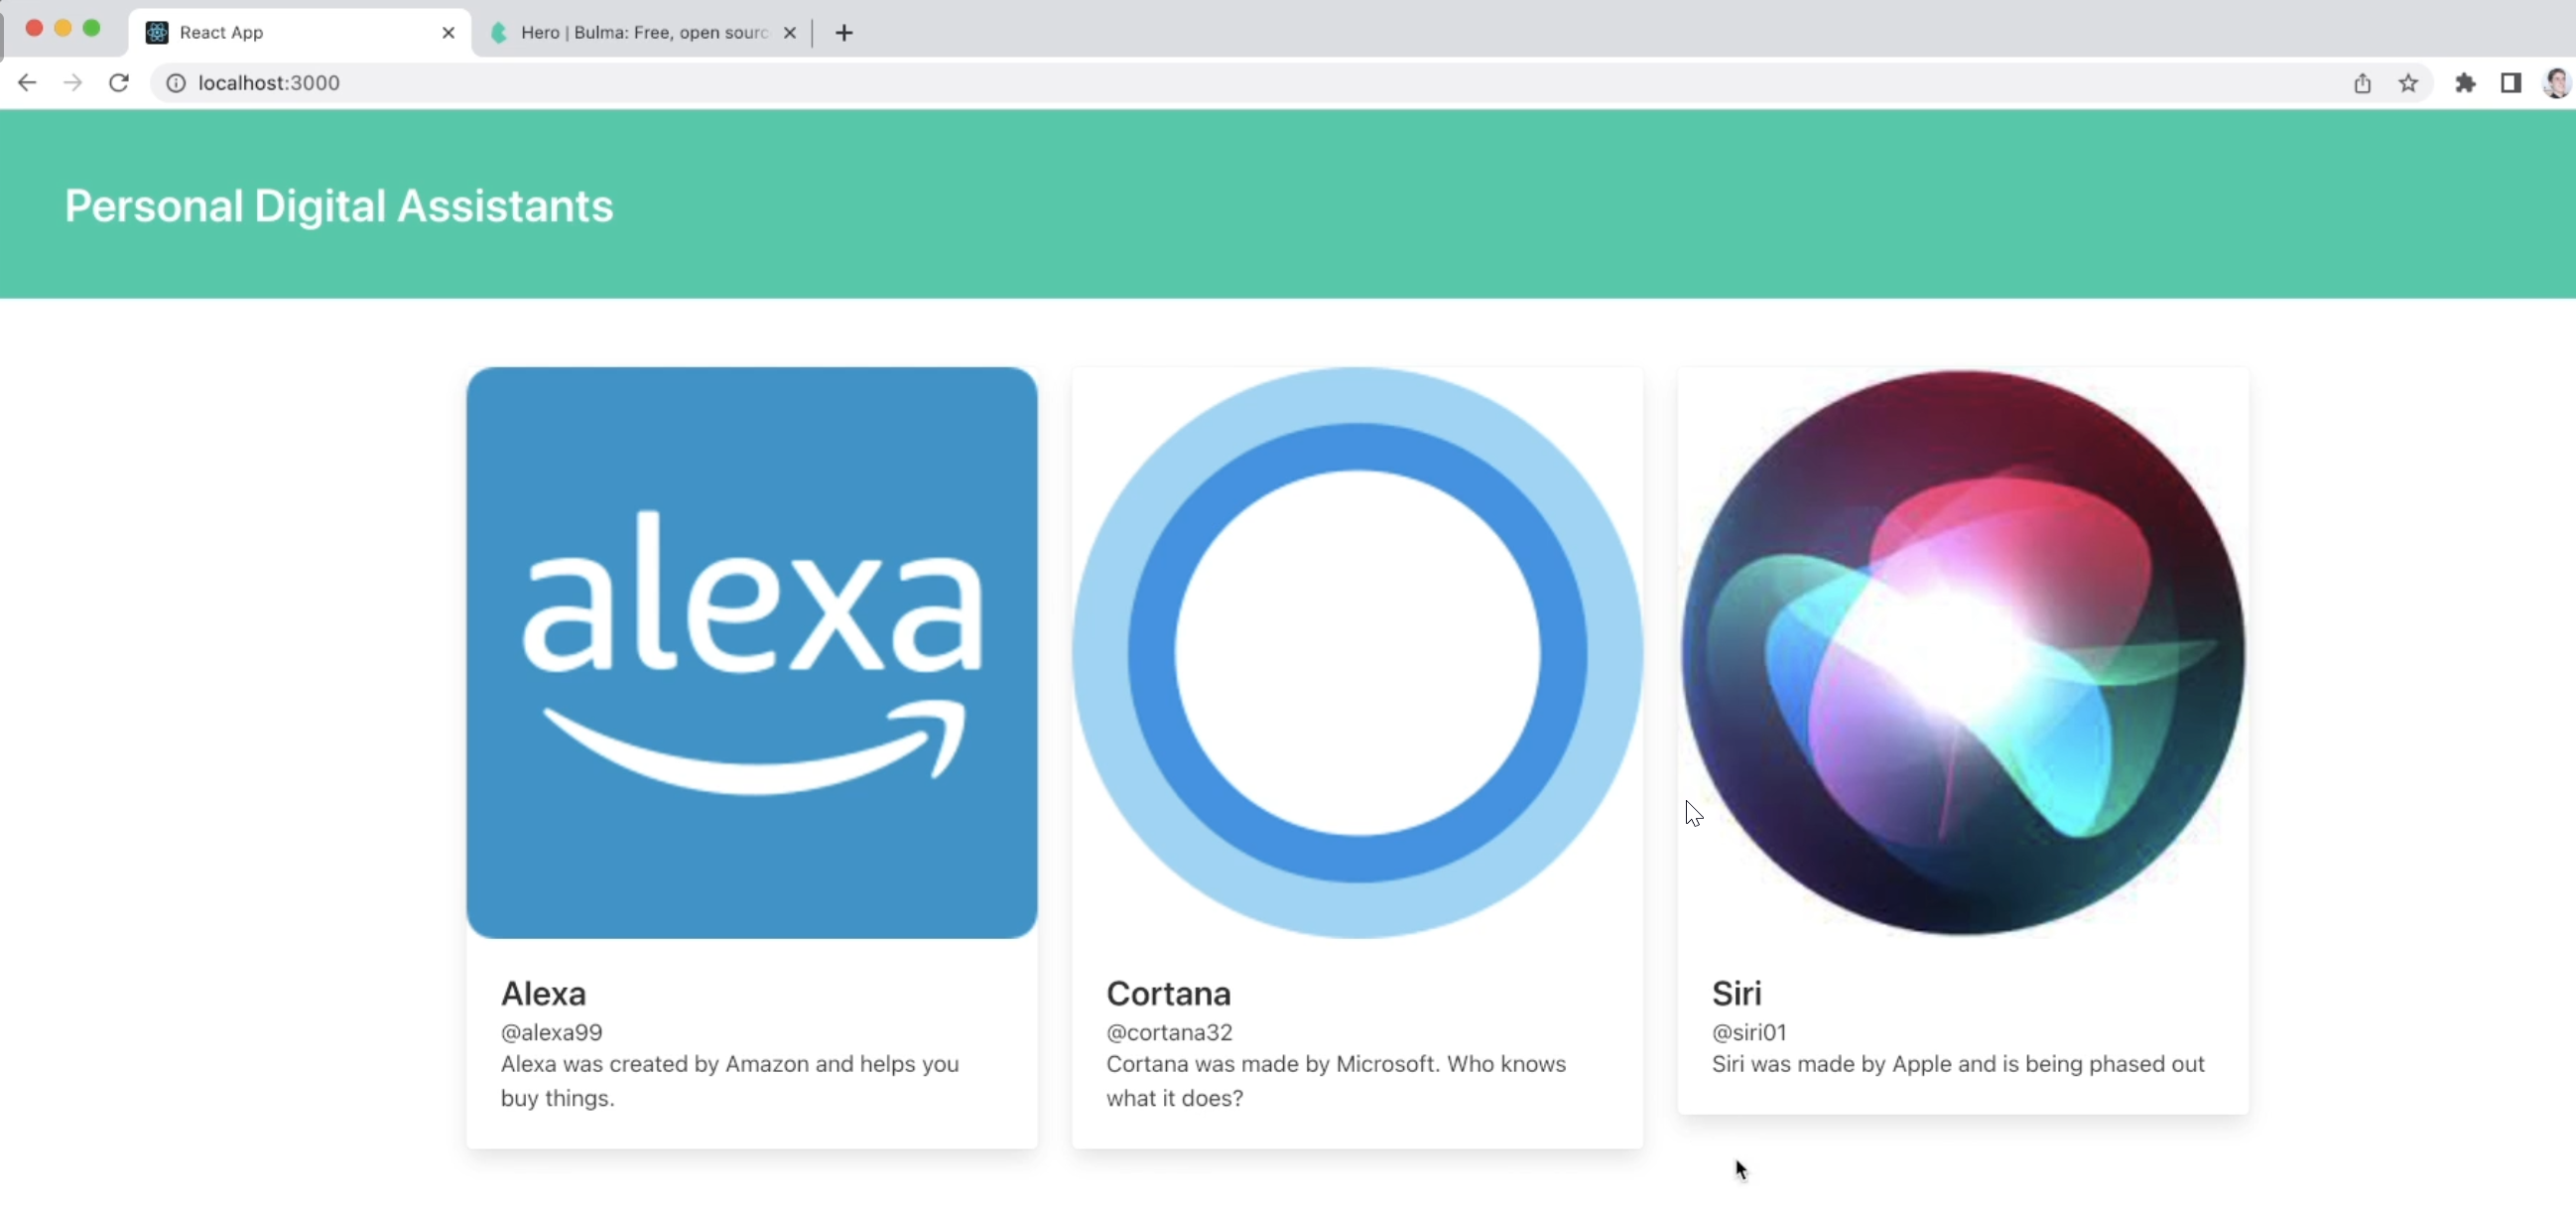 React App
Hero | Bulma: Free, open sourc
localhost:3000
Personal Digital Assistants
alexa
Alexa
@alexa99
Alexa was created by Amazon and helps you
buy things.
Cortana
@cortana32
Cortana was made by Microsoft. Who knows
what it does?
Siri
@siri01
Siri was made by Apple and is being phased out